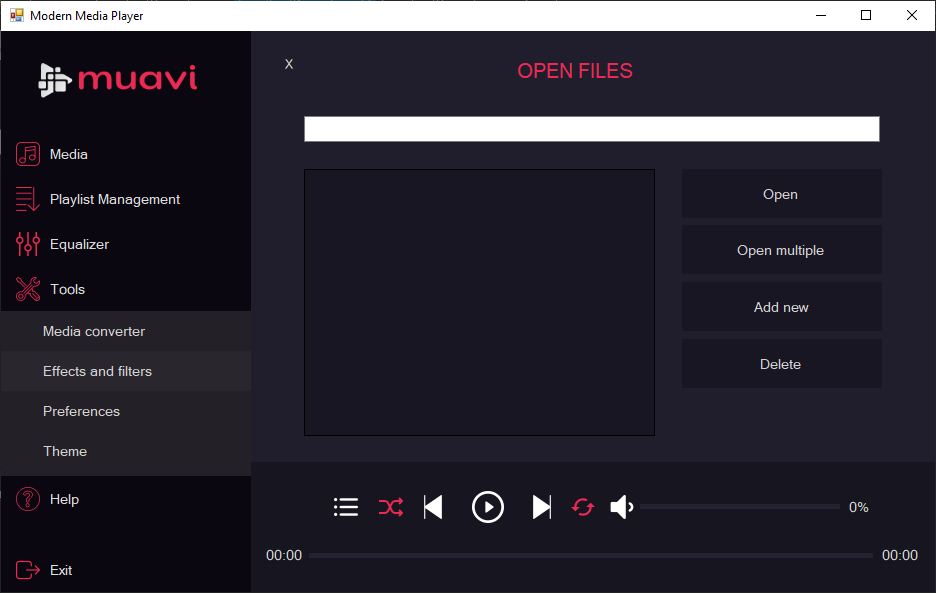 Modern Media Player
muavi
Media
Playlist Management
Equalizer
Tools
Media converter
Effects and filters
Preferences
Theme
Help
Exit
X
OPEN FILES
Open
Open multiple
Add new
Delete
0%
00:00
00:00